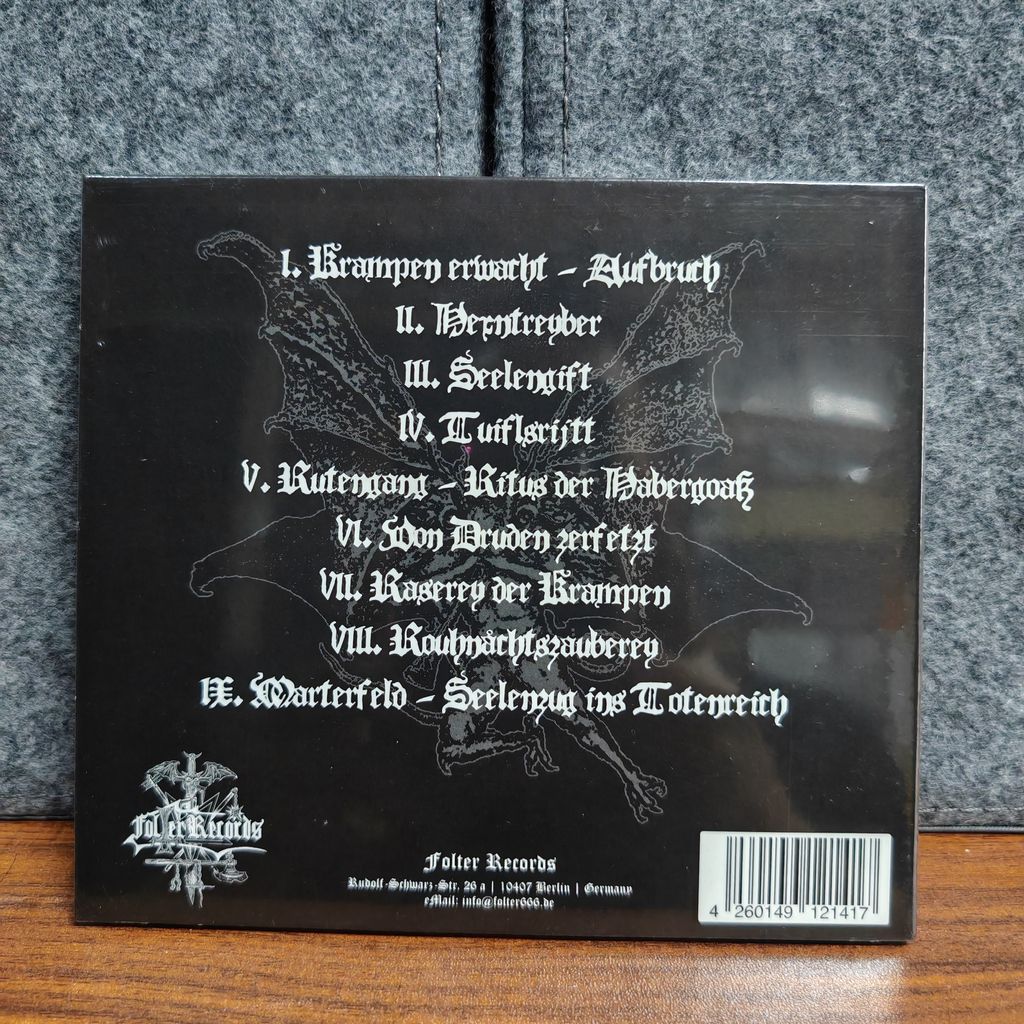 I. Krampen erwacht - Aufbruch
II. Hexntreyber
III. Seelengift
IV. Tuiflsrijtt
V. Rutengang - Ritus der Habergoaß
VI. Von Druden zerfetzt
VII. Raserey der Krampen
VIII. Rouhnåchtszauberey
IX. Marterfeld - Seelenzug ins Totenreich
Folter Records
Folter Records
Rudolf-Schwarz-Str. 26 a | 10407 Berlin | Germany
eMail: info@folter666.de
4 260149 121417